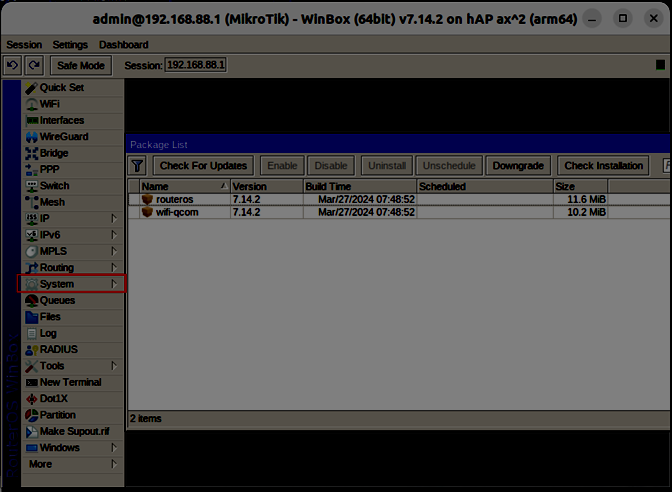 admin@192.168.88.1 (MikroTik) - WinBox (64bit) v7.14.2 on hAP ax^2 (arm64)
Session Settings Dashboard
Safe Mode Session: 192.168.88.1
Quick Set
WiFi
Interfaces
WireGuard
Bridge
PPP
Switch
Mesh
IP
IPv6
MPLS
Routing
System
Queues
Files
Log
RADIUS
Tools
New Terminal
Dot1X
Partition
Make Supout.rif
Windows
More
Package List
Check For Updates Enable Disable Uninstall Unschedule Downgrade Check Installation
Name Version Build Time Scheduled Size
routeros 7.14.2 Mar/27/2024 07:48:52 11.6 MiB
wifi-qcom 7.14.2 Mar/27/2024 07:48:52 10.2 MiB
2 items